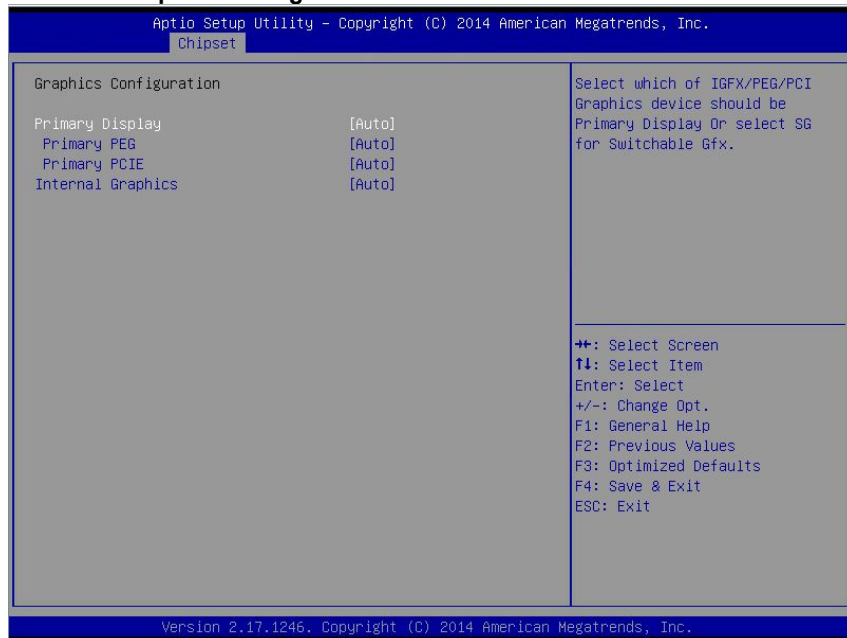 Aptio Setup Utility – Copyright (C) 2014 American Megatrends, Inc.
Chipset
Graphics Configuration
Primary Display [Auto]
Primary PEG [Auto]
Primary PCIE [Auto]
Internal Graphics [Auto]
Select which of IGFX/PEG/PCI
Graphics device should be
Primary Display Or select SG
for Switchable Gfx.
→←: Select Screen
↑↓: Select Item
Enter: Select
+/-: Change Opt.
F1: General Help
F2: Previous Values
F3: Optimized Defaults
F4: Save & Exit
ESC: Exit
Version 2.17.1246. Copyright (C) 2014 American Megatrends, Inc.